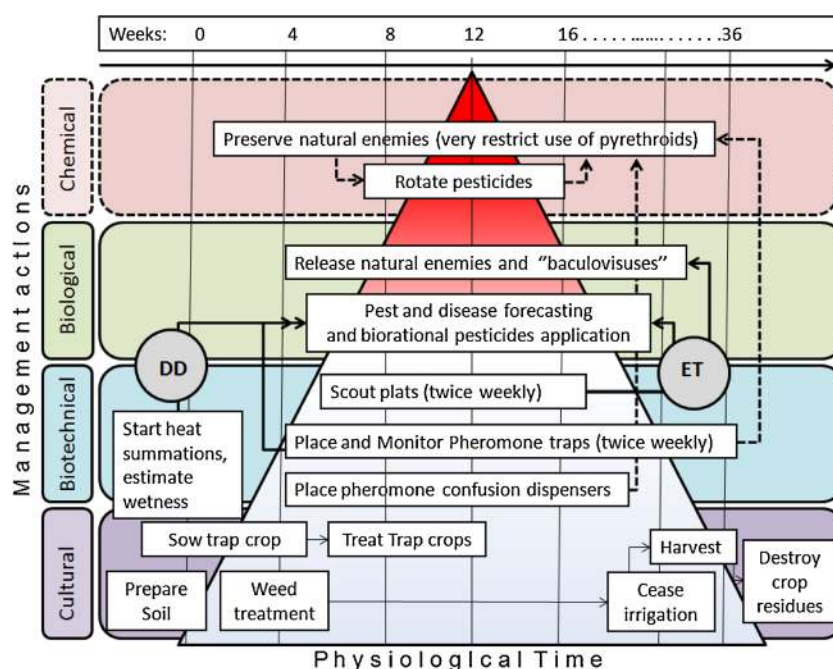 Weeks: 0 4 8 12 16 . . . . . ........ . . . . . .36
Management actions
Chemical
Preserve natural enemies (very restrict use of pyrethroids)
Rotate pesticides
Biological
Release natural enemies and “baculovisuses”
Pest and disease forecasting
and biorational pesticides application
DD
ET
Biotechnical
Scout plats (twice weekly)
Start heat
summations,
estimate
wetness
Place and Monitor Pheromone traps (twice weekly)
Place pheromone confusion dispensers
Cultural
Sow trap crop
Treat Trap crops
Harvest
Prepare
Soil
Weed
treatment
Cease
irrigation
Destroy
crop
residues
Physiological Time